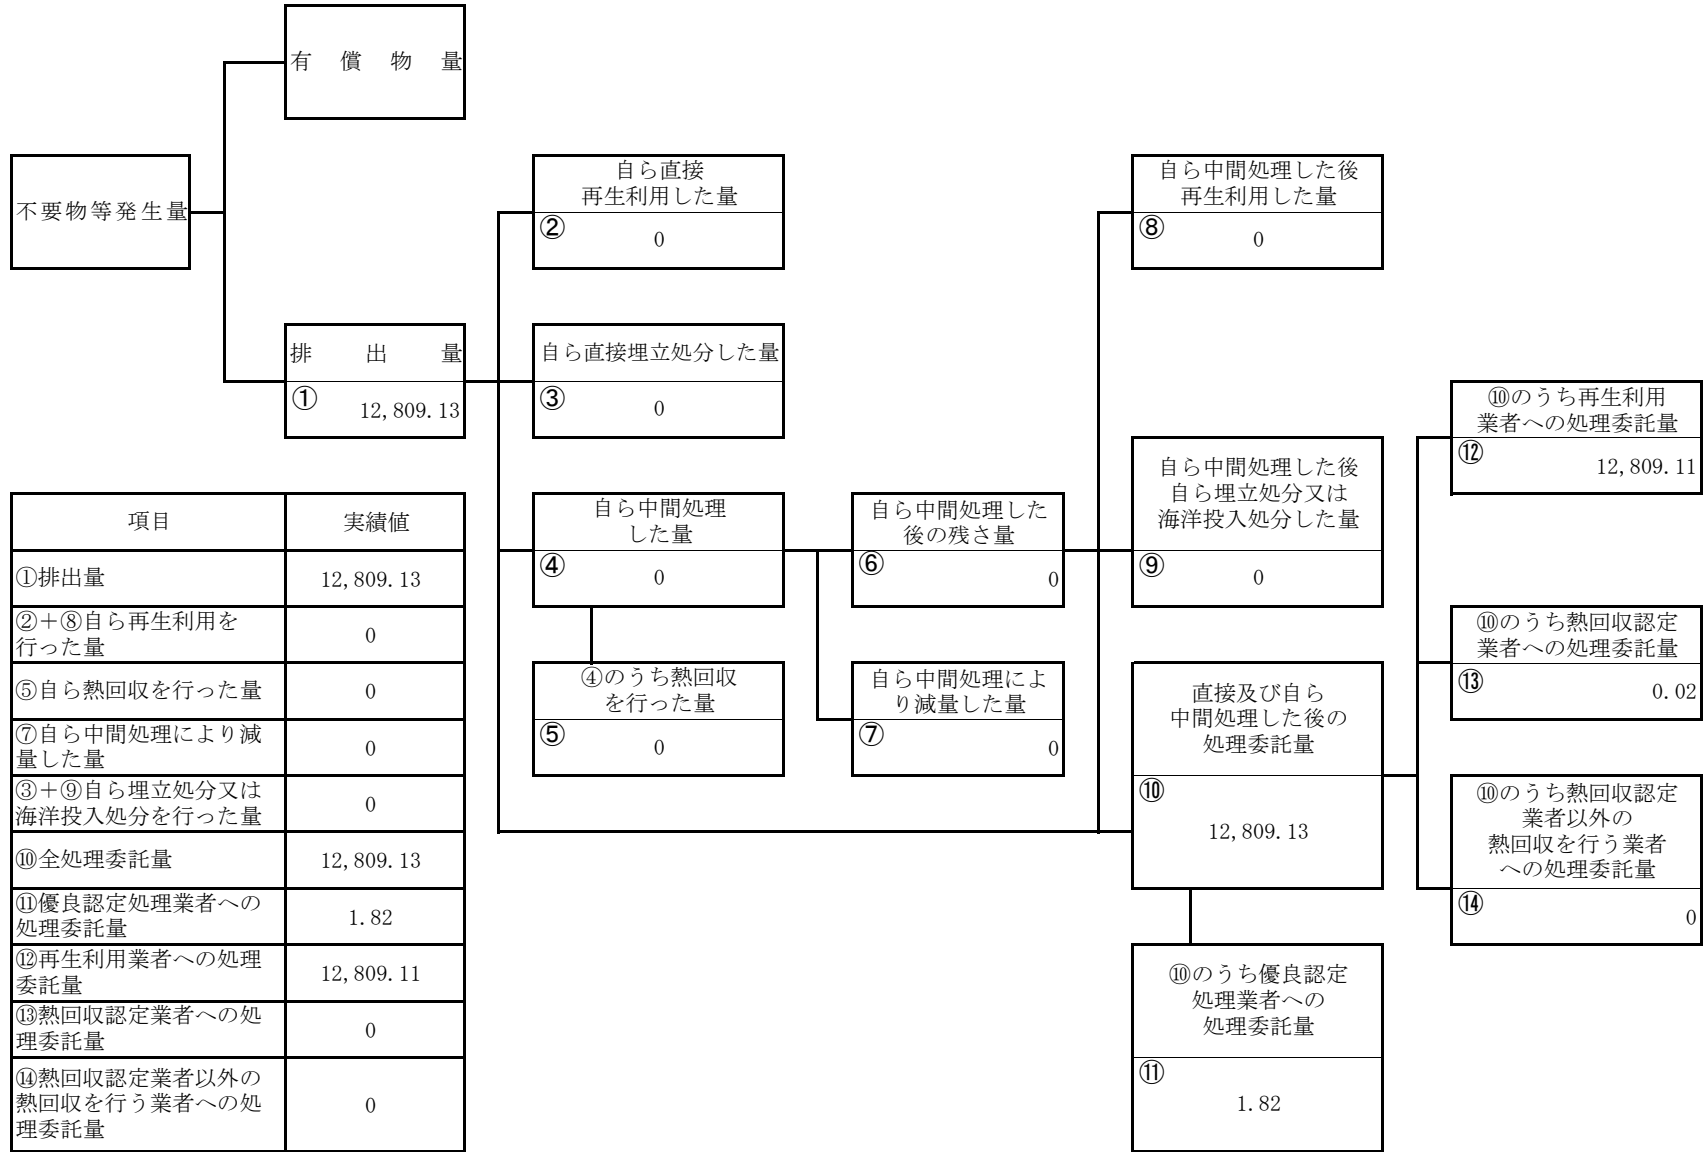 有償物量
不要物等発生量
排出量
①
12,809.13
自ら直接
再生利用した量
②
0
自ら直接埋立処分した量
③
0
自ら中間処理
した量
④
0
④のうち熱回収
を行った量
⑤
0
自ら中間処理した
後の残さ量
⑥
0
自ら中間処理によ
り減量した量
⑦
0
自ら中間処理した後
再生利用した量
⑧
0
自ら中間処理した後
自ら埋立処分又は
海洋投入処分した量
⑨
0
直接及び自ら
中間処理した後の
処理委託量
⑩
12,809.13
⑩のうち優良認定
処理業者への
処理委託量
⑪
1.82
⑩のうち再生利用
業者への処理委託量
⑫
12,809.11
⑩のうち熱回収認定
業者への処理委託量
⑬
0.02
⑩のうち熱回収認定
業者以外の
熱回収を行う業者
への処理委託量
⑭
0
項目 実績値
①排出量 12,809.13
②+⑧自ら再生利用を
行った量 0
⑤自ら熱回収を行った量 0
⑦自ら中間処理により減
量した量 0
③+⑨自ら埋立処分又は
海洋投入処分を行った量 0
⑩全処理委託量 12,809.13
⑪優良認定処理業者への
処理委託量 1.82
⑫再生利用業者への処理
委託量 12,809.11
⑬熱回収認定業者への処
理委託量 0
⑭熱回収認定業者以外の
熱回収を行う業者への処
理委託量 0